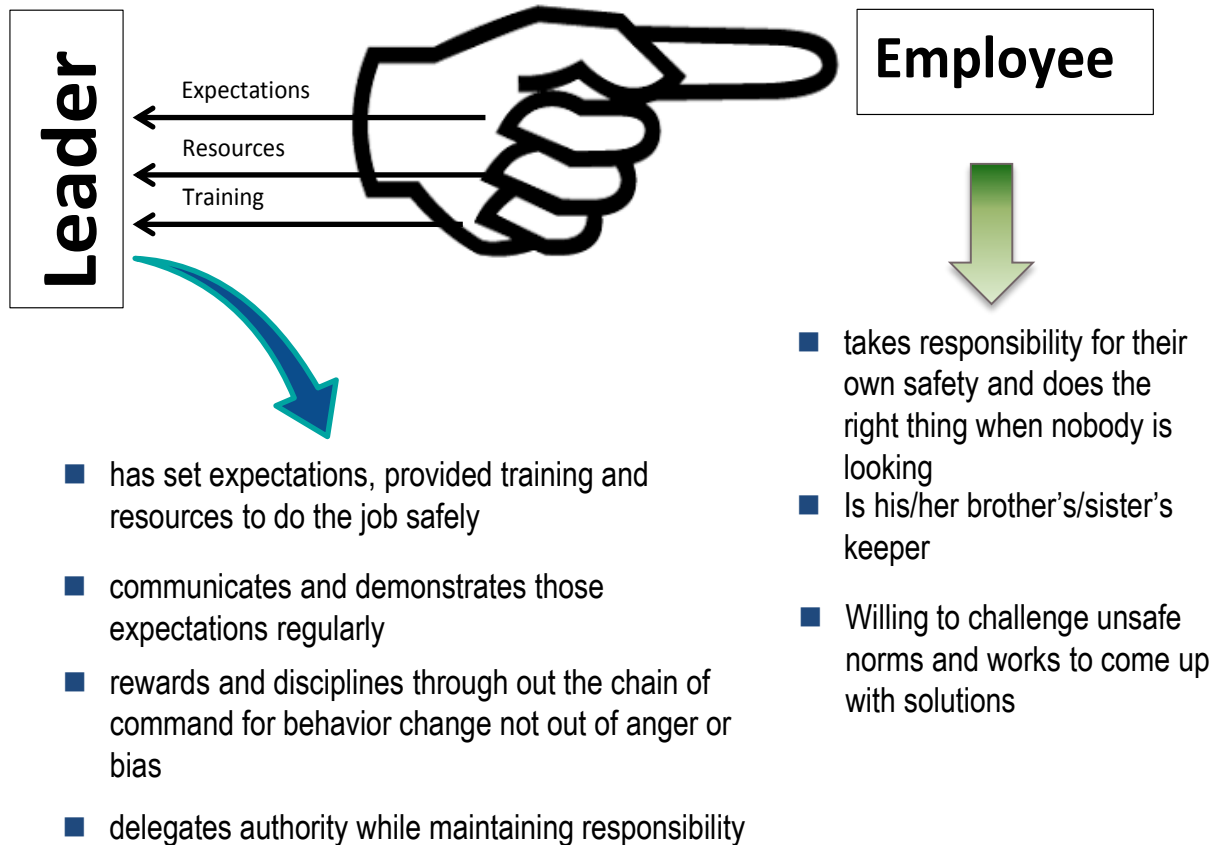 Leader
Expectations
Resources
Training
Employee
has set expectations, provided training and
resources to do the job safely
communicates and demonstrates those
expectations regularly
rewards and disciplines through out the chain of
command for behavior change not out of anger or
bias
delegates authority while maintaining responsibility
takes responsibility for their
own safety and does the
right thing when nobody is
looking
Is his/her brother’s/sister’s
keeper
Willing to challenge unsafe
norms and works to come up
with solutions